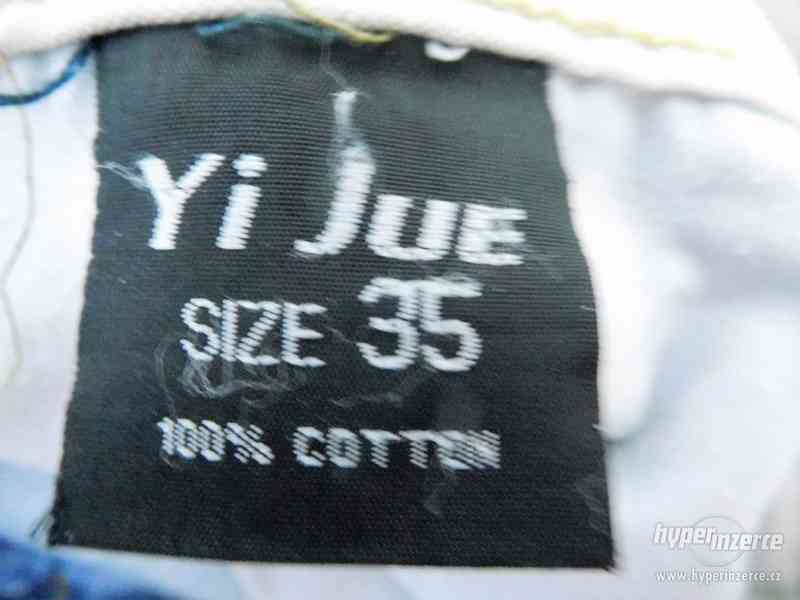 Yi JUE
SIZE 35
100% COTTON
hyperinzerce
www.hyperinzerce.cz